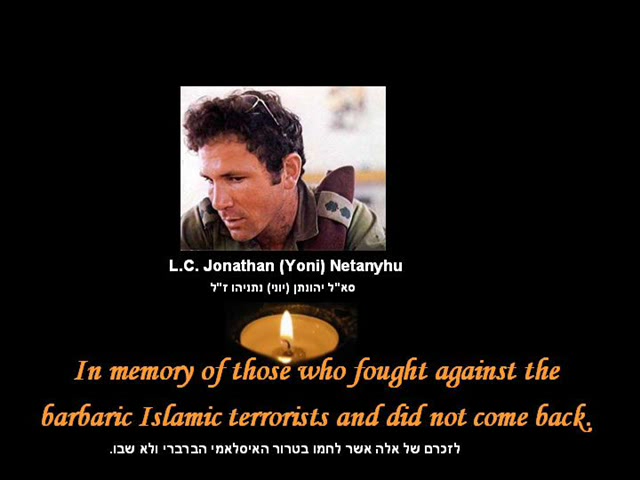 L.C. Jonathan (Yoni) Netanyhu
סא"ל יהונתן (יוני) נתניהו ז"ל
In memory of those who fought against the
barbaric Islamic terrorists and did not come back.
לזכרם של אלה אשר לחמו בטרור האיסלאמי הברברי ולא שבו.